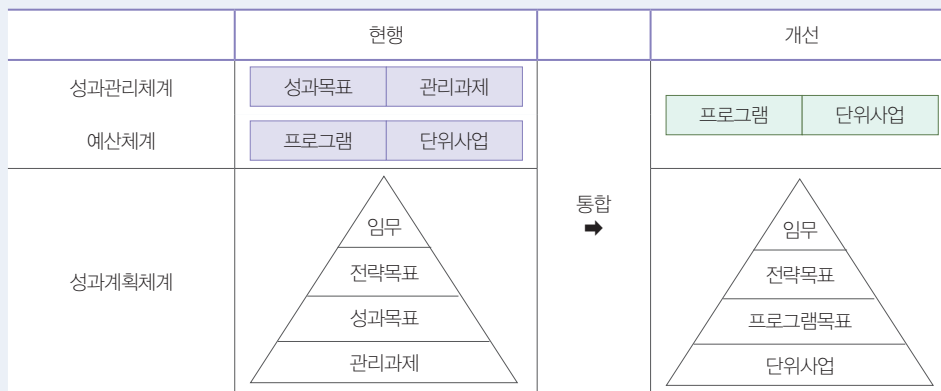 현행
개선
성과관리체계
성과목표 관리과제
예산체계
프로그램 단위사업
프로그램 단위사업
성과계획체계
임무
전략목표
성과목표
관리과제
통합
➡
임무
전략목표
프로그램목표
단위사업